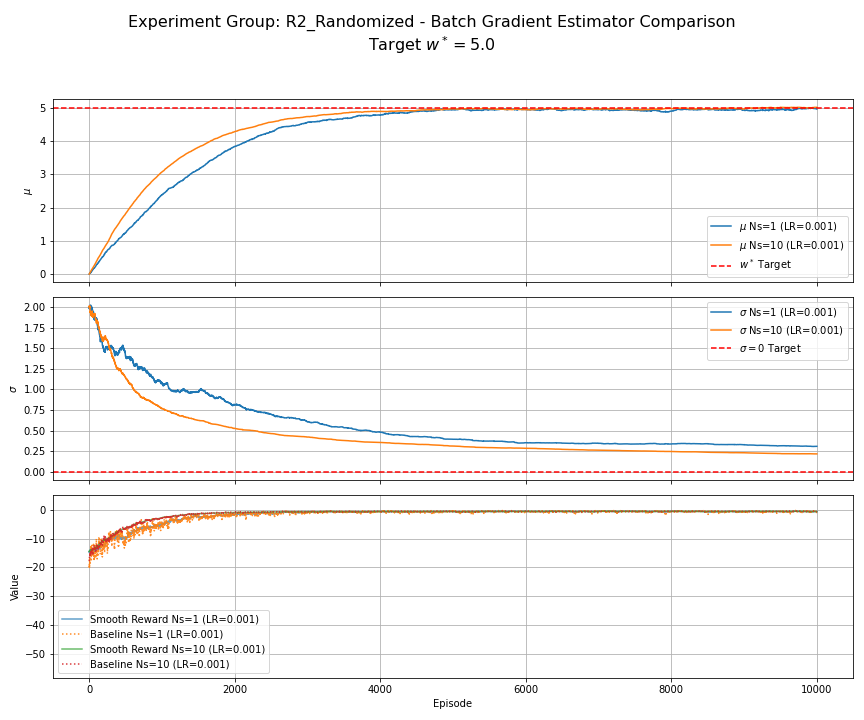 Experiment Group: R2_Randomized - Batch Gradient Estimator Comparison
Target w* = 5.0
5
4
3
2
1
0
μ
μ Ns=1 (LR=0.001)
μ Ns=10 (LR=0.001)
w* Target
2.00
1.75
1.50
1.25
1.00
0.75
0.50
0.25
0.00
σ
σ Ns=1 (LR=0.001)
σ Ns=10 (LR=0.001)
σ = 0 Target
0
−10
−20
−30
−40
−50
Value
Smooth Reward Ns=1 (LR=0.001)
Baseline Ns=1 (LR=0.001)
Smooth Reward Ns=10 (LR=0.001)
Baseline Ns=10 (LR=0.001)
0 2000 4000 6000 8000 10000
Episode